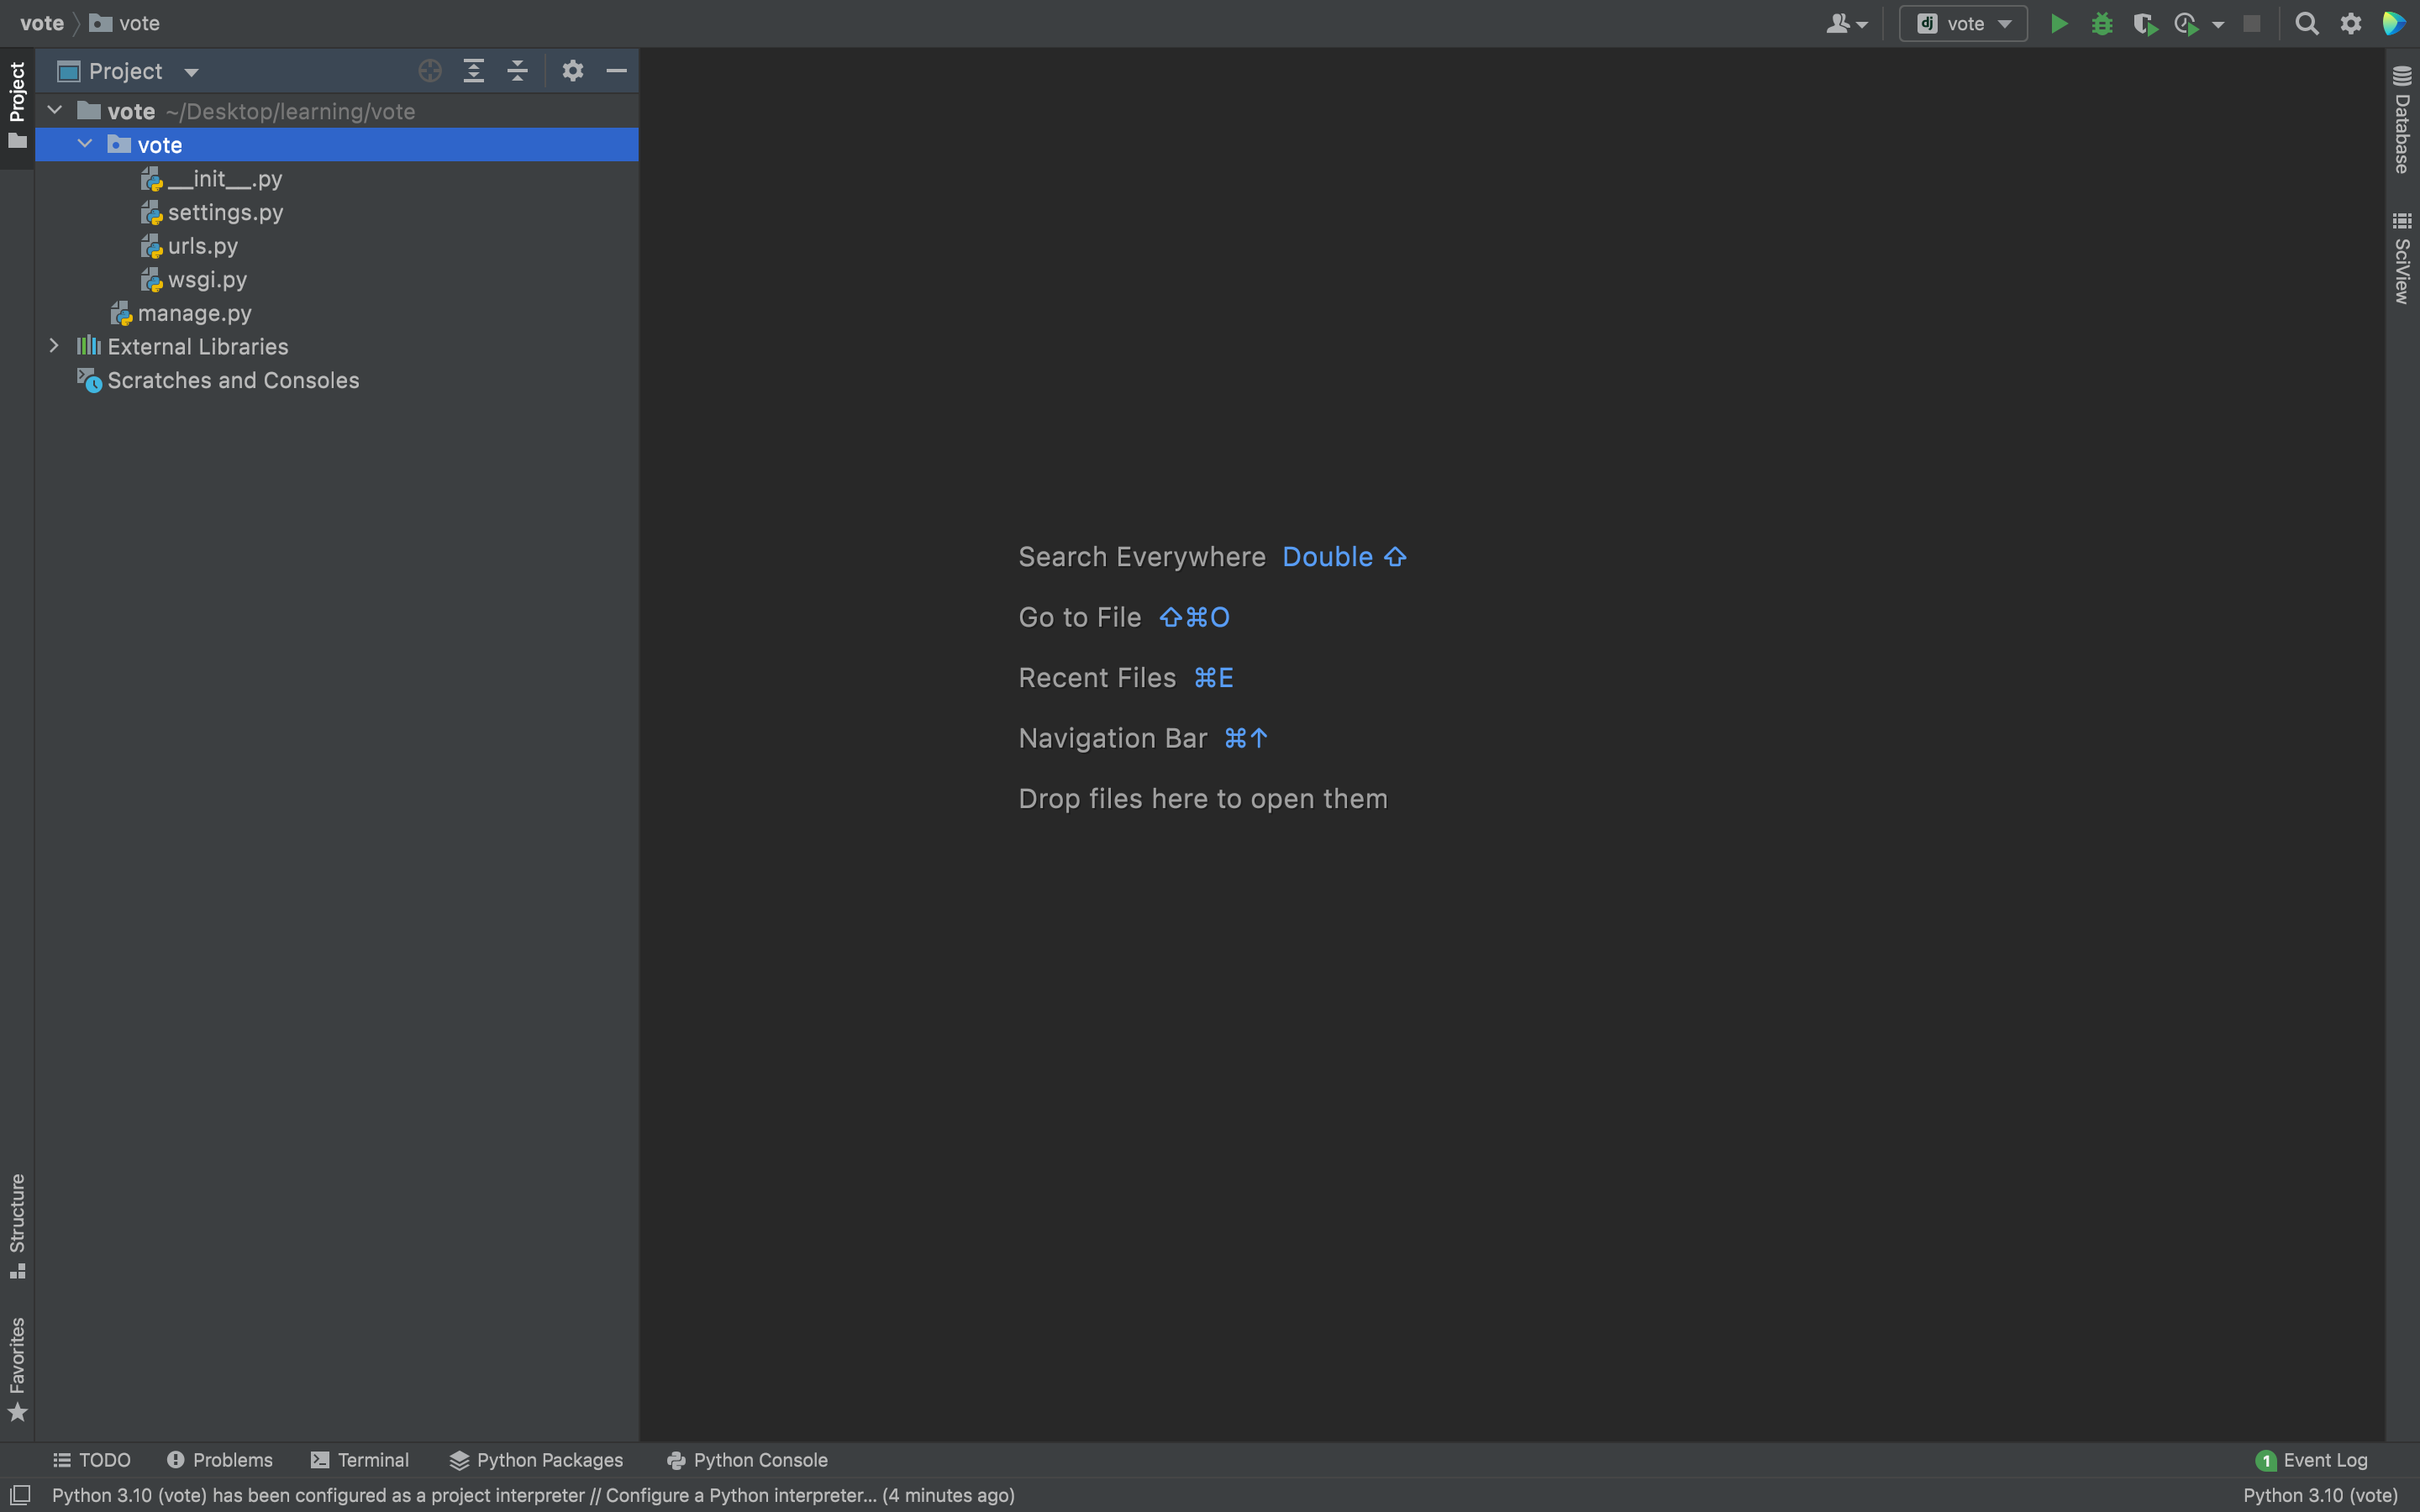 vote vote
vote
Project
Project
vote ~/Desktop/learning/vote
vote
__init__.py
settings.py
urls.py
wsgi.py
manage.py
External Libraries
Scratches and Consoles
Search Everywhere Double ⇧
Go to File ⇧⌘O
Recent Files ⌘E
Navigation Bar ⌘↑
Drop files here to open them
Database
SciView
Structure
Favorites
TODO Problems Terminal Python Packages Python Console 1 Event Log
Python 3.10 (vote) has been configured as a project interpreter // Configure a Python interpreter... (4 minutes ago) Python 3.10 (vote)